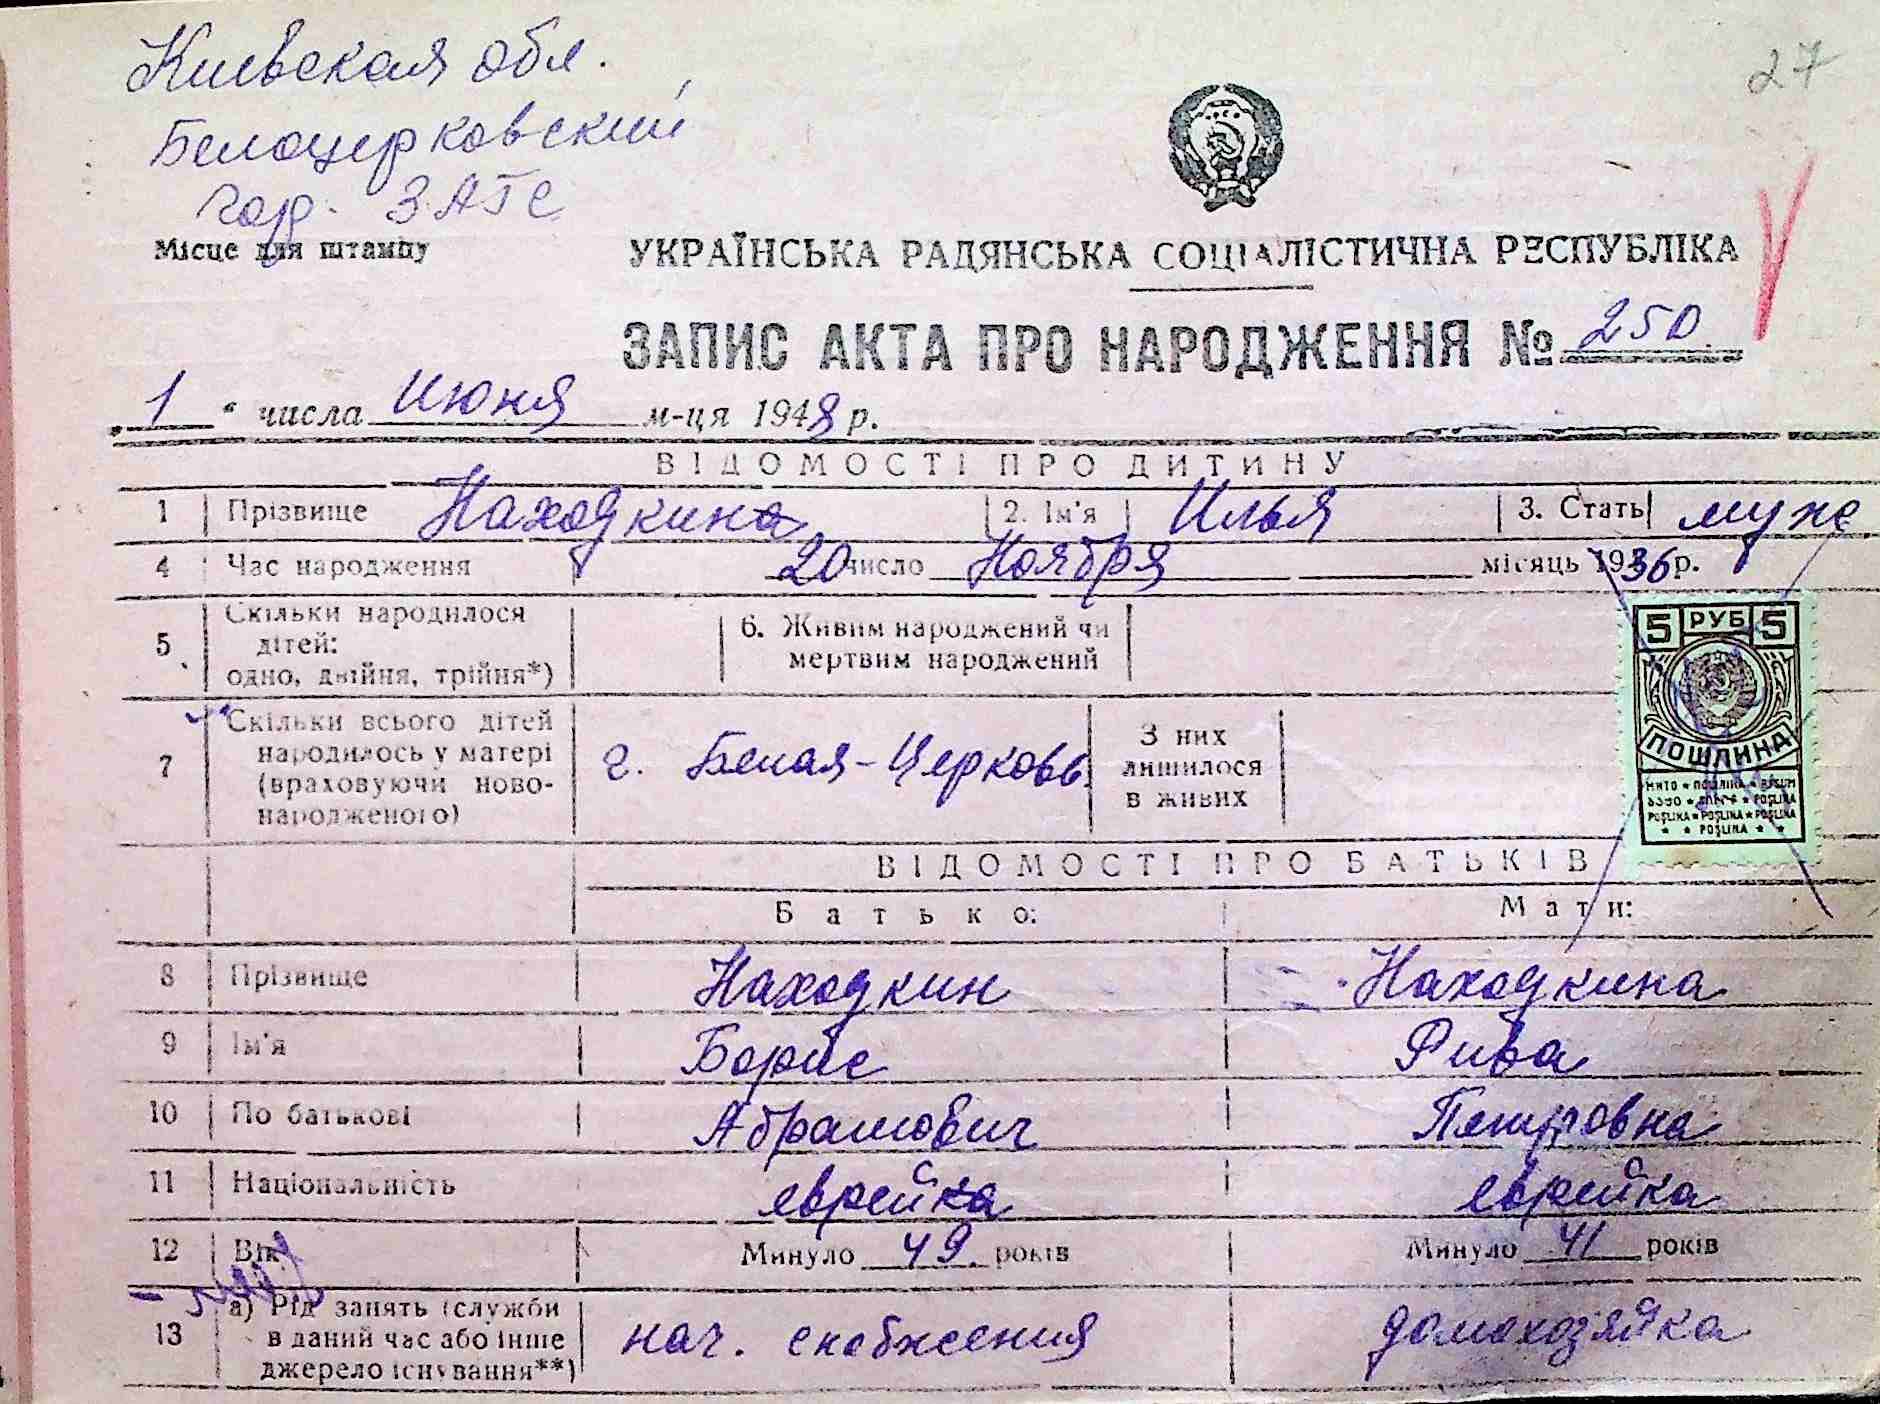 27
Киевская обл.
Белоцерковский
гор. ЗАГС
Місце для штампу
УКРАЇНСЬКА РАДЯНСЬКА СОЦІАЛІСТИЧНА РЕСПУБЛІКА
ЗАПИС АКТА ПРО НАРОДЖЕННЯ № 250
„1“ числа Июня м-ця 1948 р.
ВІДОМОСТІ ПРО ДИТИНУ
1 Прізвище Находкина 2. Ім'я Илья 3. Стать муж
4 Час народження 20 число Ноября місяць 1936 р.
5 Скільки народилося дітей: одно, двійня, трійня*) 6. Живим народжений чи мертвим народжений
5 РУБ 5
ПОШЛИНА
7 Скільки всього дітей народилось у матері (враховуючи новонародженого) г. Белая-Церковь З них лишилося в живих
МИТО ★ ПОШЛИНА ★
POŞLINA ★ POŞLINA ★ POŞLINA
★ ★ POŞLINA ★ ★
ВІДОМОСТІ ПРО БАТЬКІВ
Батько: Мати:
8 Прізвище Находкин Находкина
9 Ім'я Борис Рива
10 По батькові Абрамович Петровна
11 Національність еврейка еврейка
12 Вік Минуло 49 років Минуло 41 років
13 а) Рід занять (служби в даний час або інше джерело існування**) нач. снабжения домохозяйка